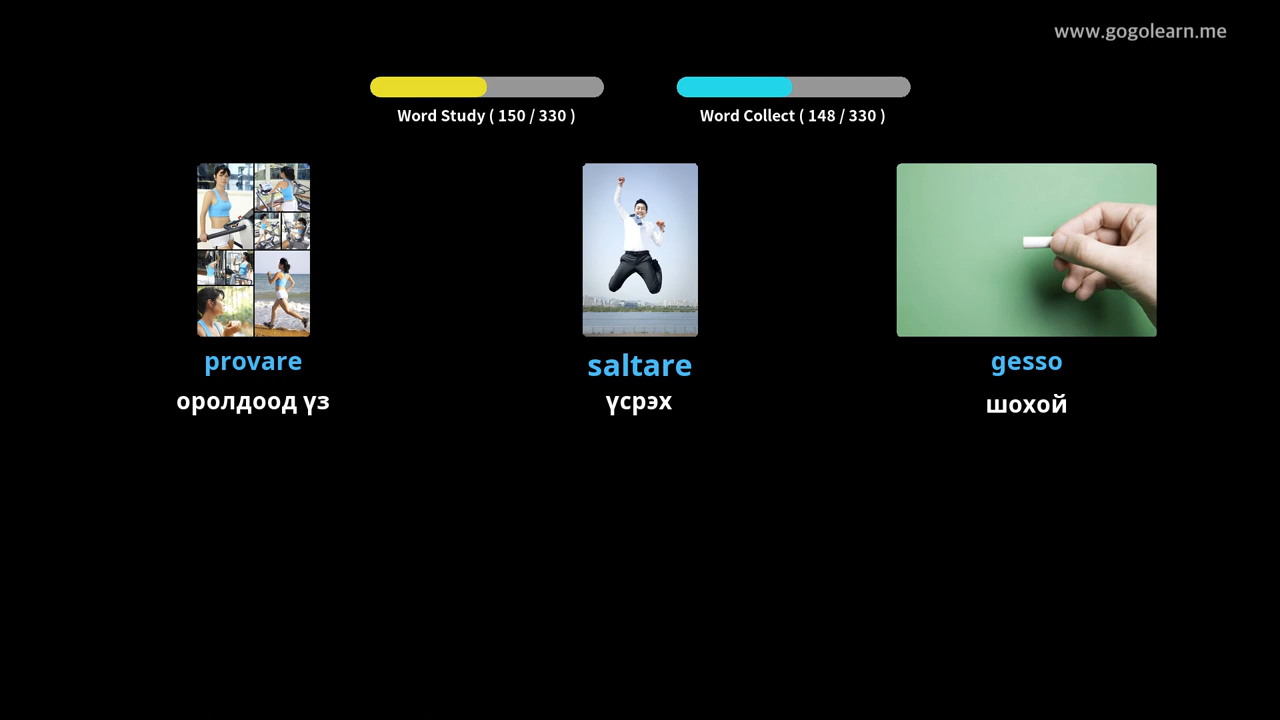 www.gogolearn.me
Word Study ( 150 / 330 )
Word Collect ( 148 / 330 )
provare
saltare
gesso
оролдоод үз
үсрэх
шохой